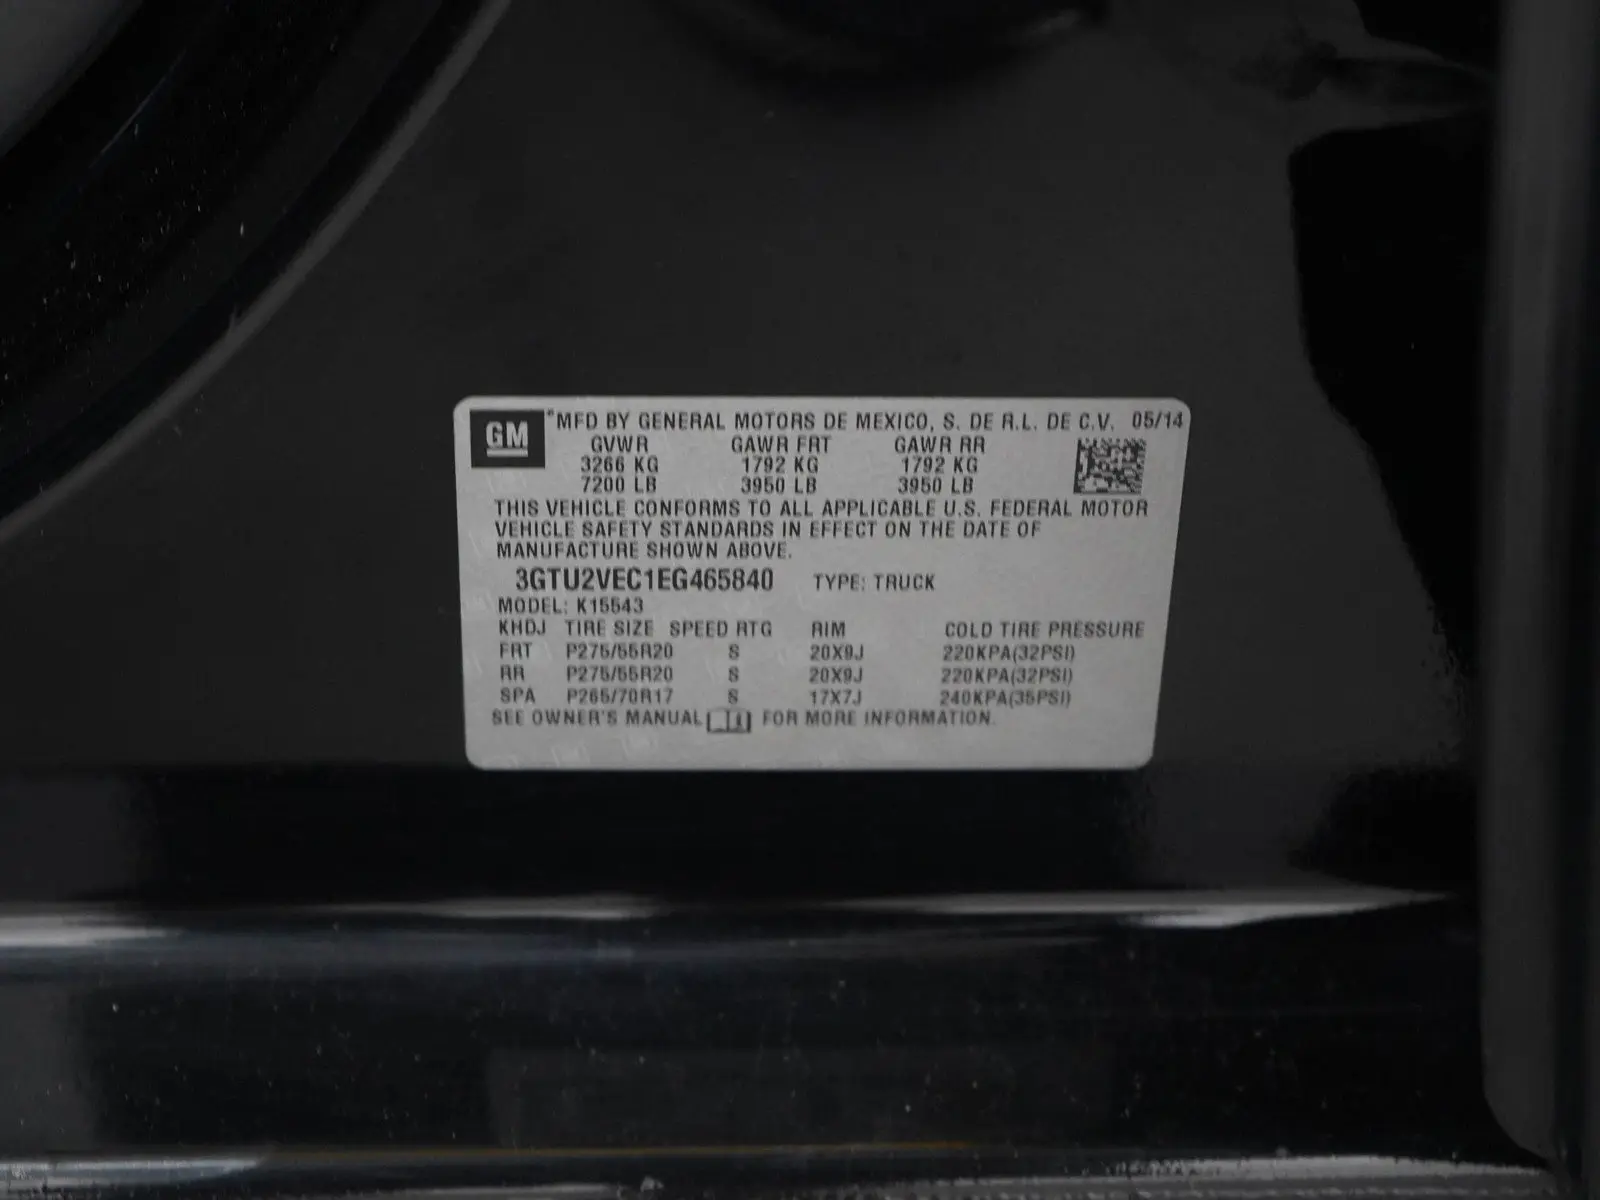 GM
MFD BY GENERAL MOTORS DE MEXICO, S. DE R.L. DE C.V. 05/14
GVWR GAWR FRT GAWR RR
3266 KG 1792 KG 1792 KG
7200 LB 3950 LB 3950 LB
THIS VEHICLE CONFORMS TO ALL APPLICABLE U.S. FEDERAL MOTOR
VEHICLE SAFETY STANDARDS IN EFFECT ON THE DATE OF
MANUFACTURE SHOWN ABOVE.
3GTU2VEC1EG465840 TYPE: TRUCK
MODEL: K15543
KHDJ TIRE SIZE SPEED RTG RIM COLD TIRE PRESSURE
FRT P275/55R20 S 20X9J 220KPA(32PSI)
RR P275/55R20 S 20X9J 220KPA(32PSI)
SPA P265/70R17 S 17X7J 240KPA(35PSI)
SEE OWNER'S MANUAL FOR MORE INFORMATION.